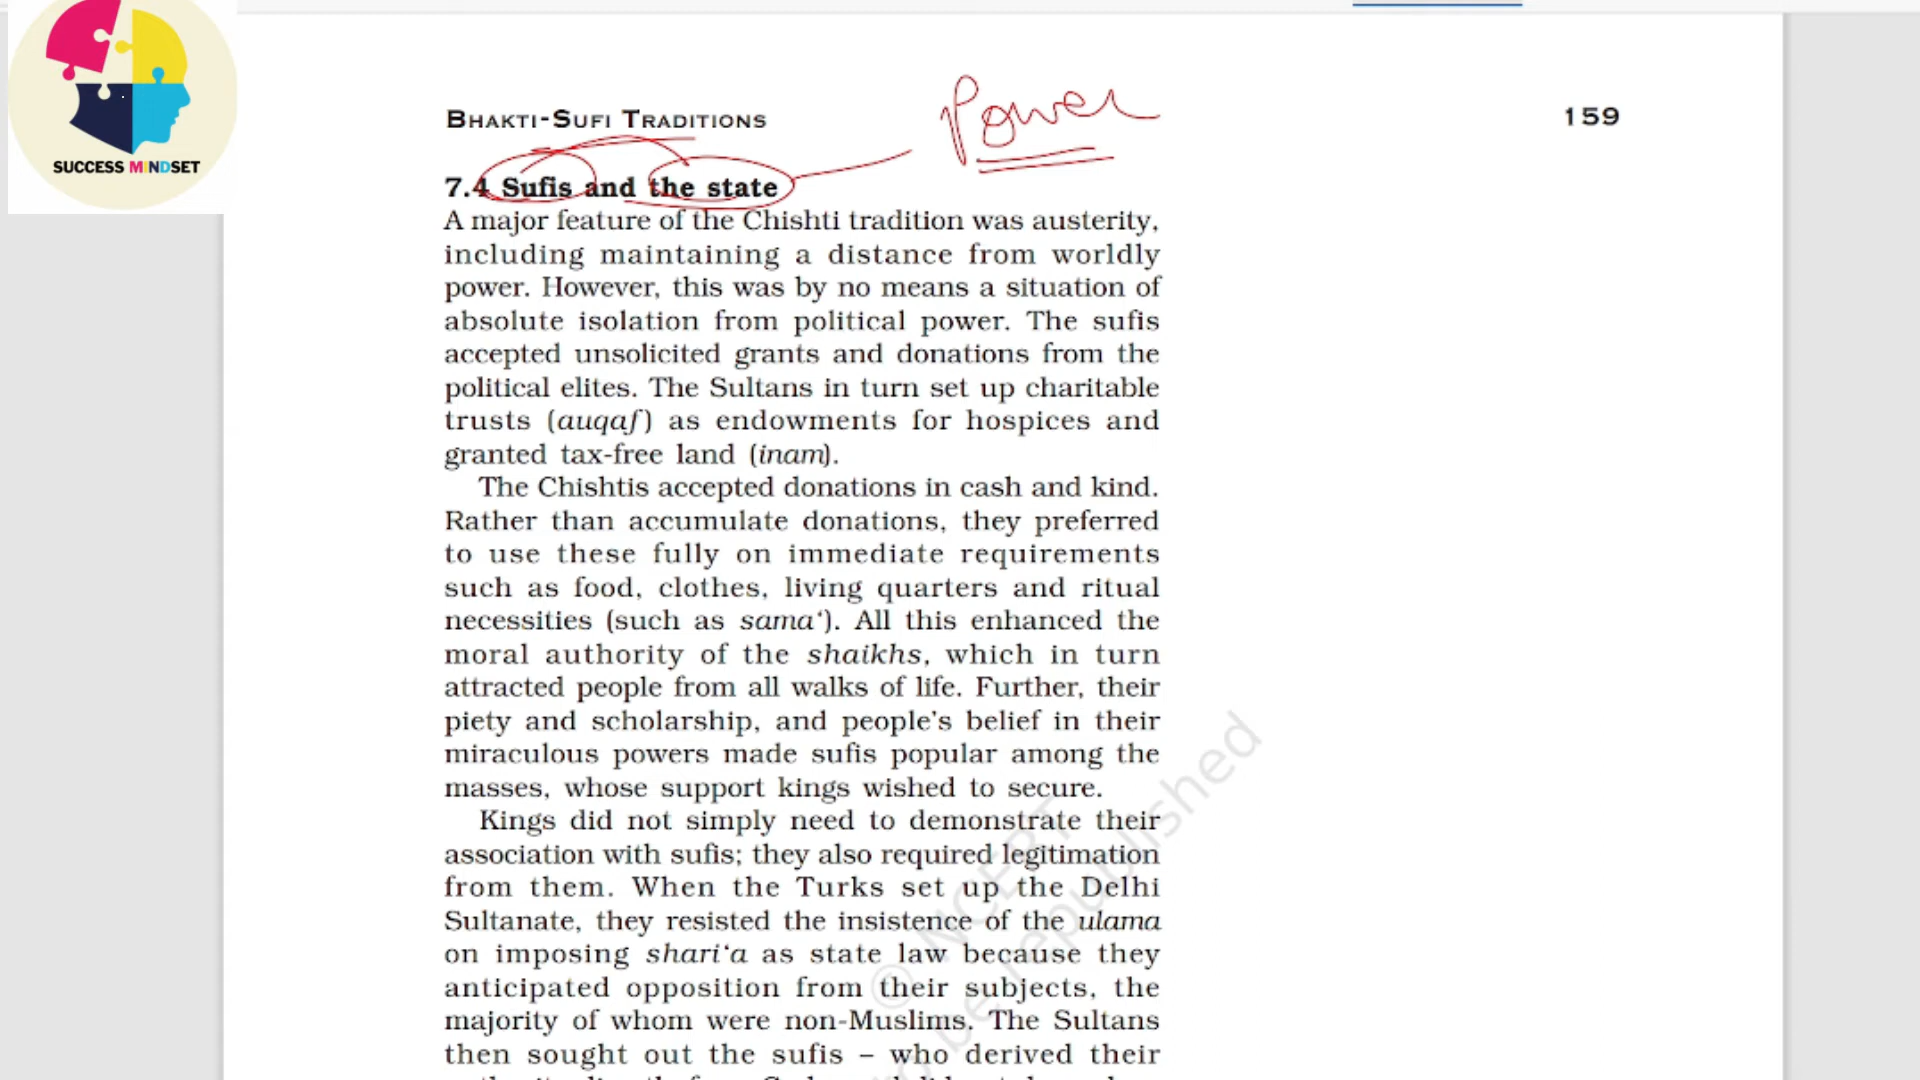 SUCCESS MINDSET
BHAKTI-SUFI TRADITIONS
Power
159
7.4 Sufis and the state
A major feature of the Chishti tradition was austerity,
including maintaining a distance from worldly
power. However, this was by no means a situation of
absolute isolation from political power. The sufis
accepted unsolicited grants and donations from the
political elites. The Sultans in turn set up charitable
trusts (auqaf) as endowments for hospices and
granted tax-free land (inam).
The Chishtis accepted donations in cash and kind.
Rather than accumulate donations, they preferred
to use these fully on immediate requirements
such as food, clothes, living quarters and ritual
necessities (such as sama‘). All this enhanced the
moral authority of the shaikhs, which in turn
attracted people from all walks of life. Further, their
piety and scholarship, and people’s belief in their
miraculous powers made sufis popular among the
masses, whose support kings wished to secure.
Kings did not simply need to demonstrate their
association with sufis; they also required legitimation
from them. When the Turks set up the Delhi
Sultanate, they resisted the insistence of the ulama
on imposing shari‘a as state law because they
anticipated opposition from their subjects, the
majority of whom were non-Muslims. The Sultans
then sought out the sufis – who derived their
© NCERT
be republished